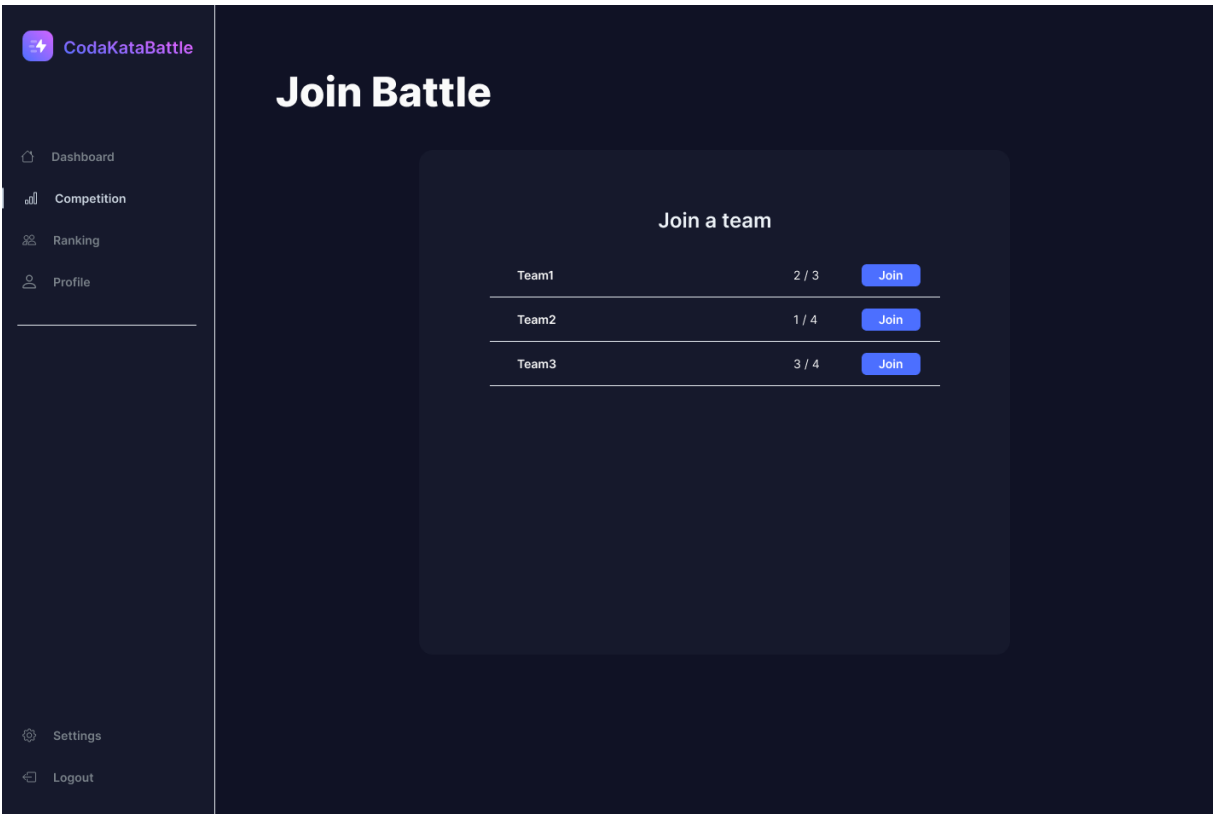 CodaKataBattle
Dashboard
Competition
Ranking
Profile
Settings
Logout
Join Battle
Join a team
Team1 2 / 3 Join
Team2 1 / 4 Join
Team3 3 / 4 Join